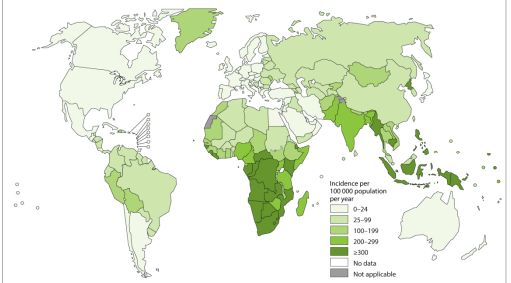 Incidence per
100 000 population
per year
0–24
25–99
100–199
200–299
≥300
No data
Not applicable